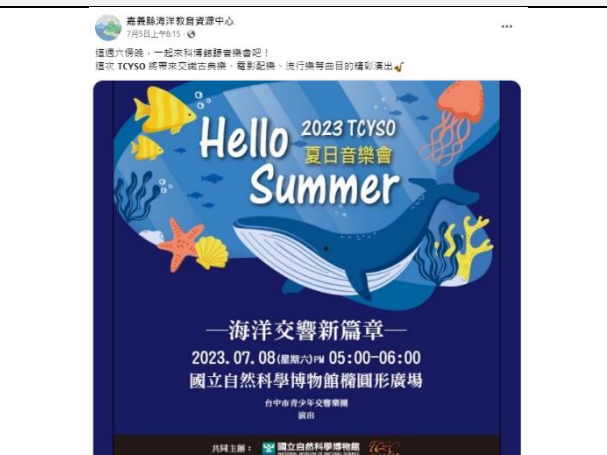 嘉義縣海洋教育資源中心
7月5日上午8:15 ·
這週六傍晚，一起來科博館聽音樂會吧！
這次 TCYSO 將帶來交織古典樂、電影配樂、流行樂等曲目的精彩演出
Hello 2023 TCYSO
夏日音樂會
Summer
—海洋交響新篇章—
2023.07.08(星期六)PM 05:00-06:00
國立自然科學博物館橢圓形廣場
台中市青少年交響樂團
演出
共同主辦： 國立自然科學博物館
NATIONAL MUSEUM OF NATURAL SCIENCE